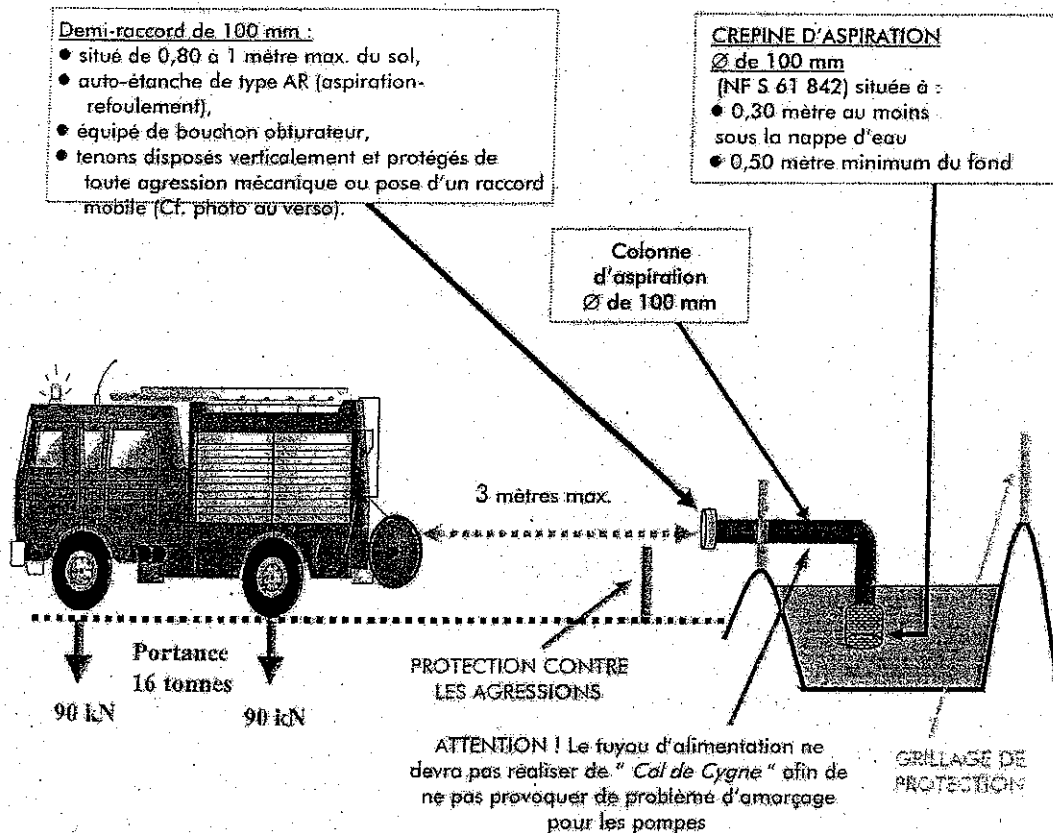 Demi-raccord de 100 mm :
● situé de 0,80 à 1 mètre max. du sol,
● auto-étanche de type AR (aspiration-
refoulement),
● équipé de bouchon obturateur,
● tenons disposés verticalement et protégés de
toute agression mécanique ou pose d'un raccord
mobile (Cf. photo au verso).
CREPINE D'ASPIRATION
Ø de 100 mm
(NF S 61 842) située à :
● 0,30 mètre au moins
sous la nappe d'eau
● 0,50 mètre minimum du fond
Colonne
d'aspiration
Ø de 100 mm
3 mètres max.
Portance
16 tonnes
90 kN
90 kN
PROTECTION CONTRE
LES AGRESSIONS
ATTENTION ! Le tuyau d'alimentation ne
devra pas réaliser de " Col de Cygne " afin de
ne pas provoquer de problème d'amorçage
pour les pompes
GRILLAGE DE
PROTECTION